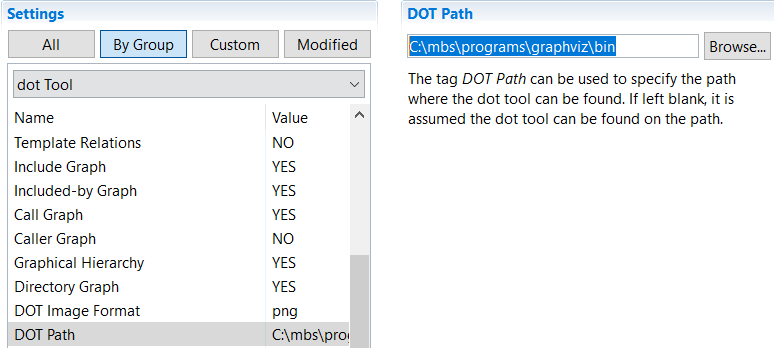 Settings
All By Group Custom Modified
dot Tool
Name Value
Template Relations NO
Include Graph YES
Included-by Graph YES
Call Graph YES
Caller Graph NO
Graphical Hierarchy YES
Directory Graph YES
DOT Image Format png
DOT Path C:\mbs\prog
DOT Path
C:\mbs\programs\graphviz\bin Browse...
The tag DOT Path can be used to specify the path
where the dot tool can be found. If left blank, it is
assumed the dot tool can be found on the path.